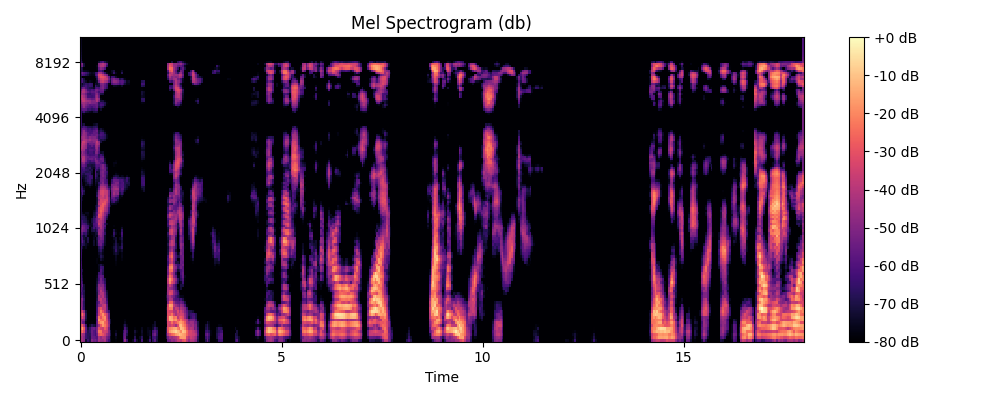 Mel Spectrogram (db)
8192
4096
2048
1024
512
0
Hz
0 5 10 15
Time
+0 dB
-10 dB
-20 dB
-30 dB
-40 dB
-50 dB
-60 dB
-70 dB
-80 dB